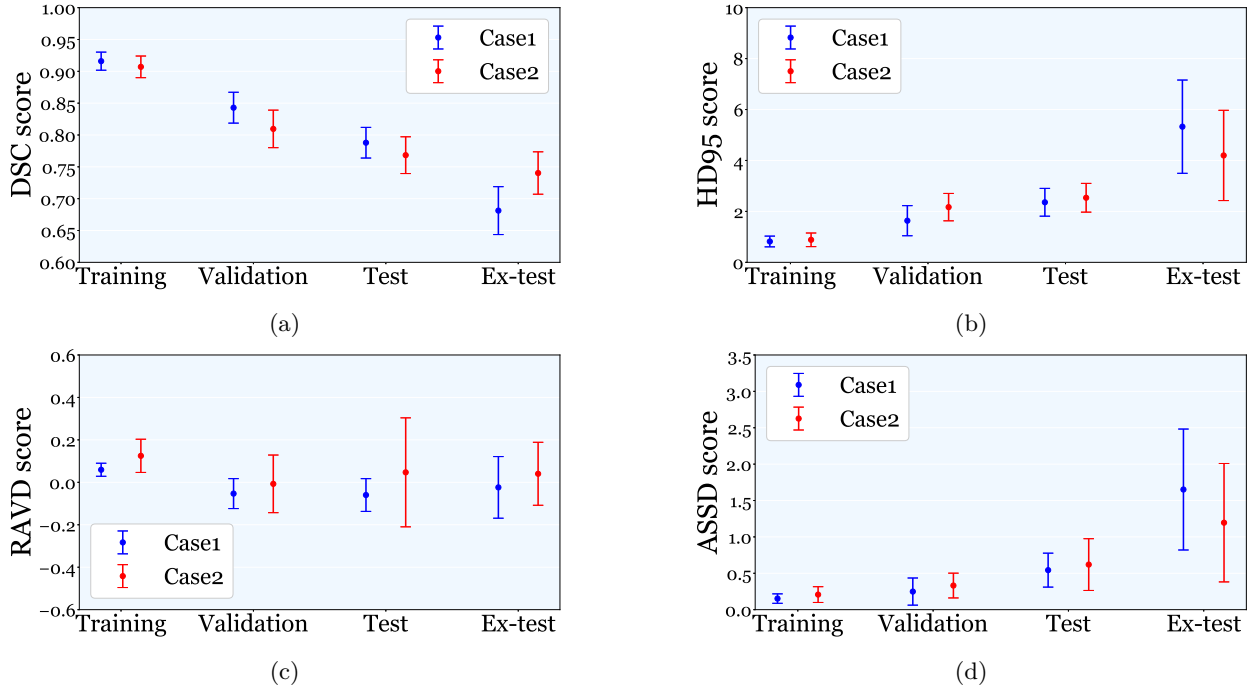 DSC score
1.00
0.95
0.90
0.85
0.80
0.75
0.70
0.65
0.60
Case1
Case2
Training Validation Test Ex-test
(a)
HD95 score
10
8
6
4
2
0
Case1
Case2
Training Validation Test Ex-test
(b)
RAVD score
0.6
0.4
0.2
0.0
−0.2
−0.4
−0.6
Case1
Case2
Training Validation Test Ex-test
(c)
ASSD score
3.5
3.0
2.5
2.0
1.5
1.0
0.5
0.0
Case1
Case2
Training Validation Test Ex-test
(d)